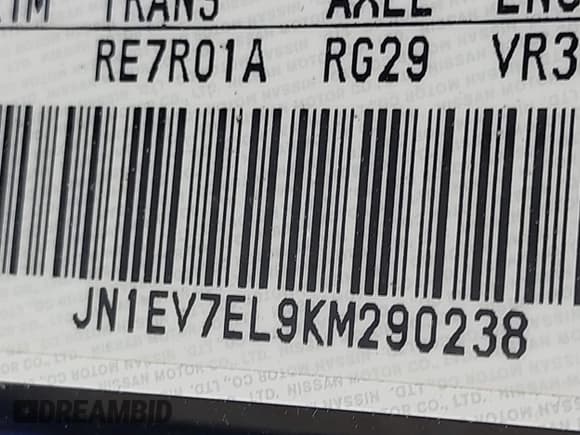 TRANS AXLE
RE7R01A RG29 VR3
JN1EV7EL9KM290238
NISSAN MOTOR CO., LTD.
DREAMBID